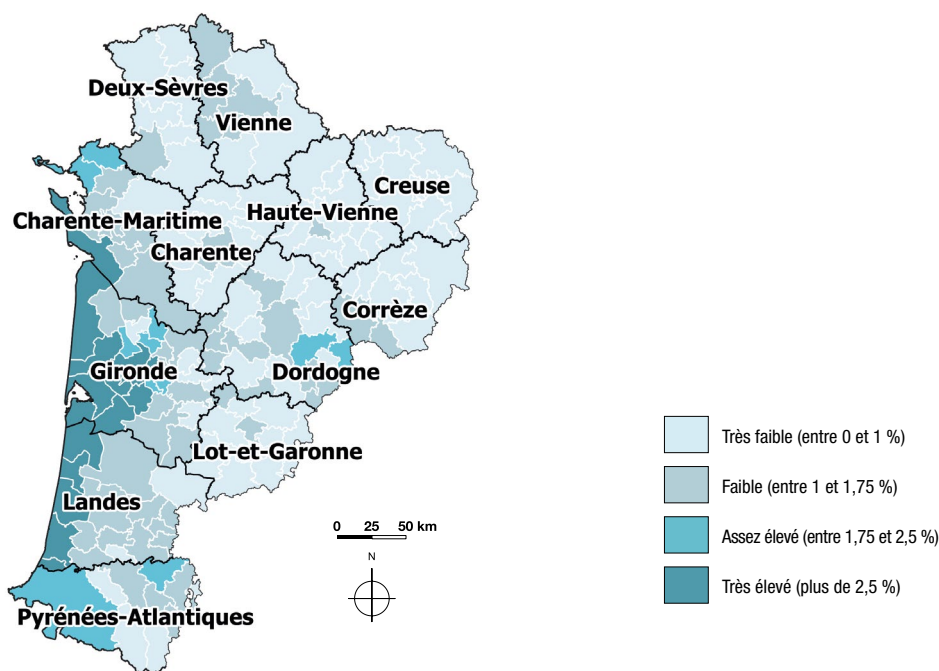 Deux-Sèvres
Vienne
Creuse
Haute-Vienne
Charente-Maritime
Charente
Corrèze
Gironde
Dordogne
Lot-et-Garonne
Landes
Pyrénées-Atlantiques
0 25 50 km
N
Très faible (entre 0 et 1 %)
Faible (entre 1 et 1,75 %)
Assez élevé (entre 1,75 et 2,5 %)
Très élevé (plus de 2,5 %)